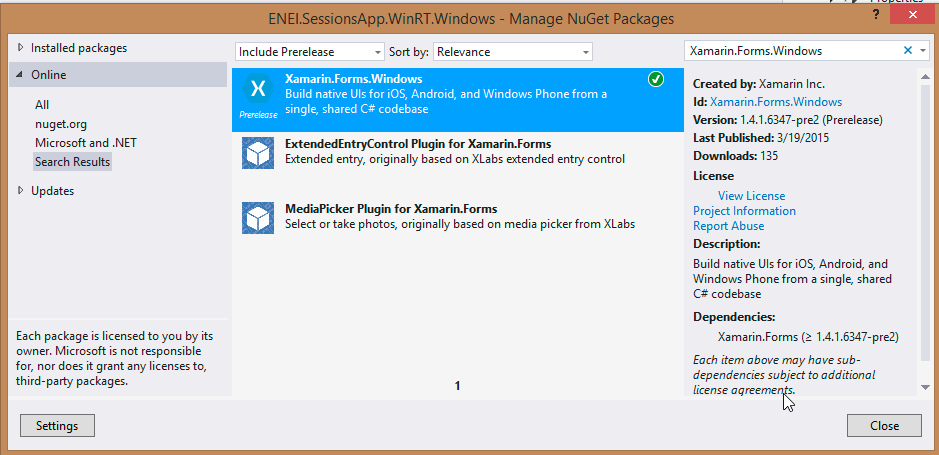 Properties
ENEI.SessionsApp.WinRT.Windows - Manage NuGet Packages
?
Installed packages
Online
All
nuget.org
Microsoft and .NET
Search Results
Updates
Each package is licensed to you by its
owner. Microsoft is not responsible
for, nor does it grant any licenses to,
third-party packages.
Include Prerelease
Sort by:
Relevance
Xamarin.Forms.Windows
Build native UIs for iOS, Android, and Windows Phone from a
single, shared C# codebase
X
Prerelease
ExtendedEntryControl Plugin for Xamarin.Forms
Extended entry, originally based on XLabs extended entry control
MediaPicker Plugin for Xamarin.Forms
Select or take photos, originally based on media picker from XLabs
1
Xamarin.Forms.Windows
Created by: Xamarin Inc.
Id: Xamarin.Forms.Windows
Version: 1.4.1.6347-pre2 (Prerelease)
Last Published: 3/19/2015
Downloads: 135
License
View License
Project Information
Report Abuse
Description:
Build native UIs for iOS, Android, and
Windows Phone from a single, shared
C# codebase
Dependencies:
Xamarin.Forms (≥ 1.4.1.6347-pre2)
Each item above may have sub-
dependencies subject to additional
license agreements.
Settings
Close